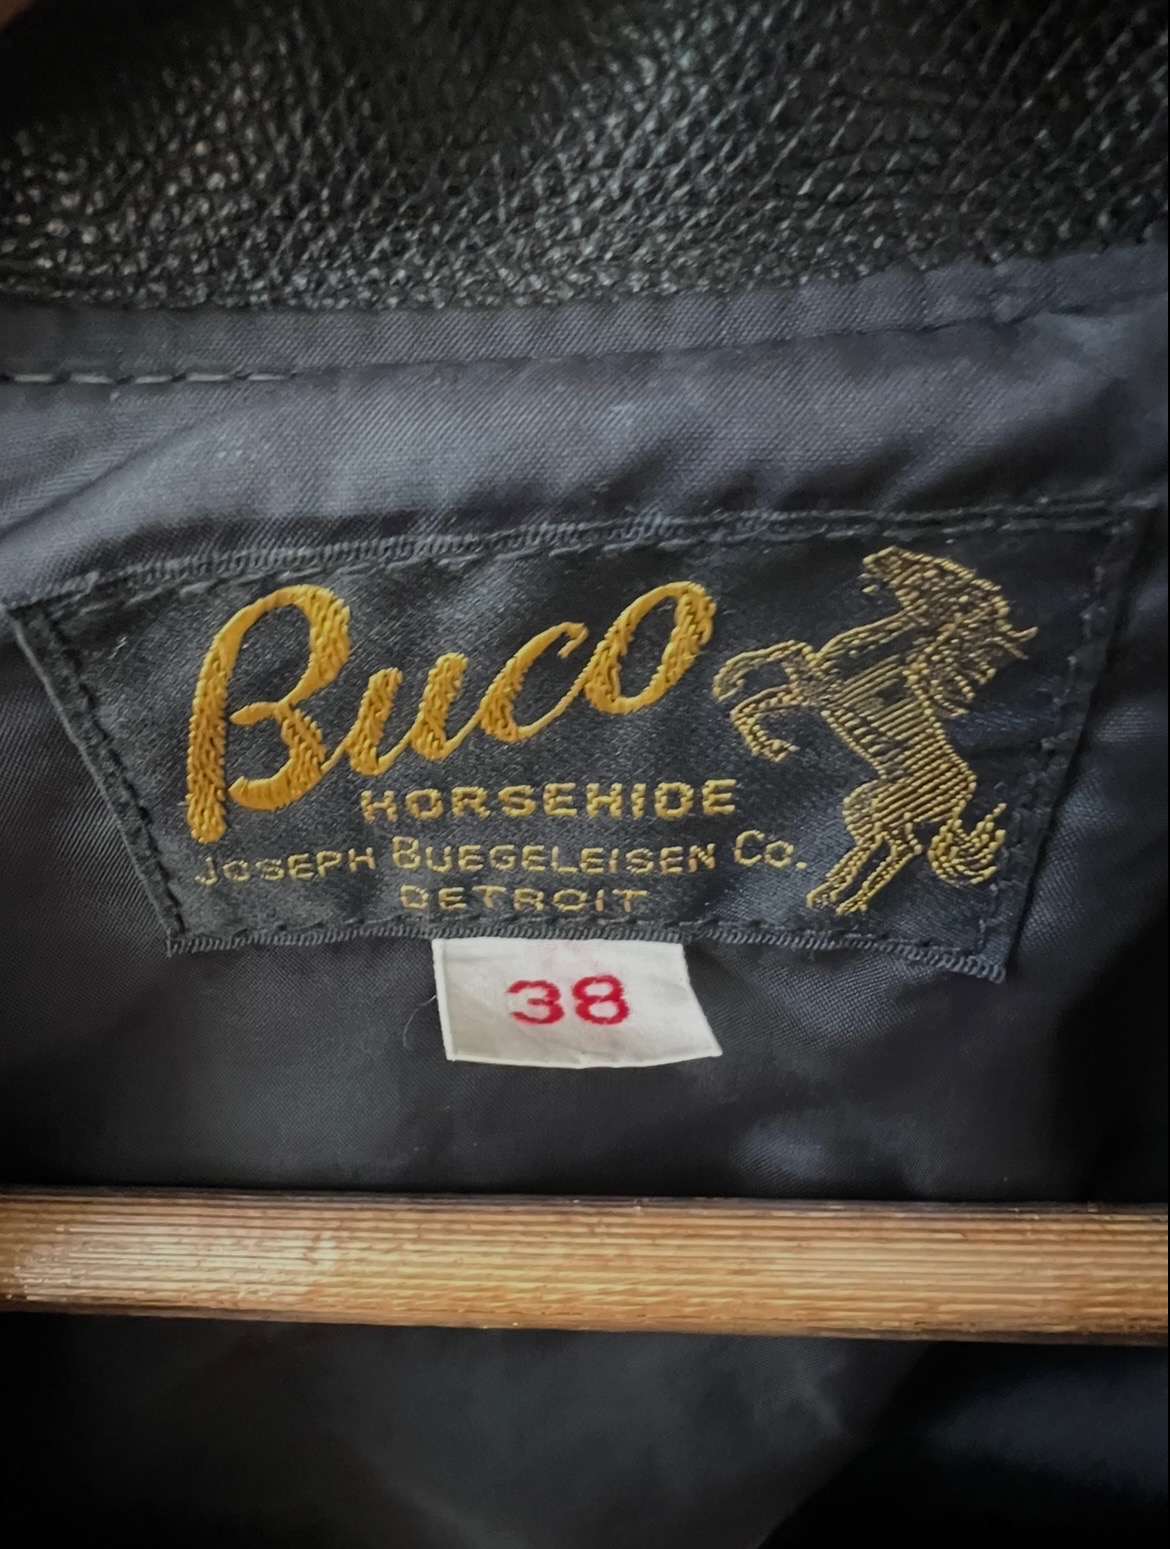 Buco
HORSEHIDE
JOSEPH BUEGELEISEN CO.
DETROIT
38